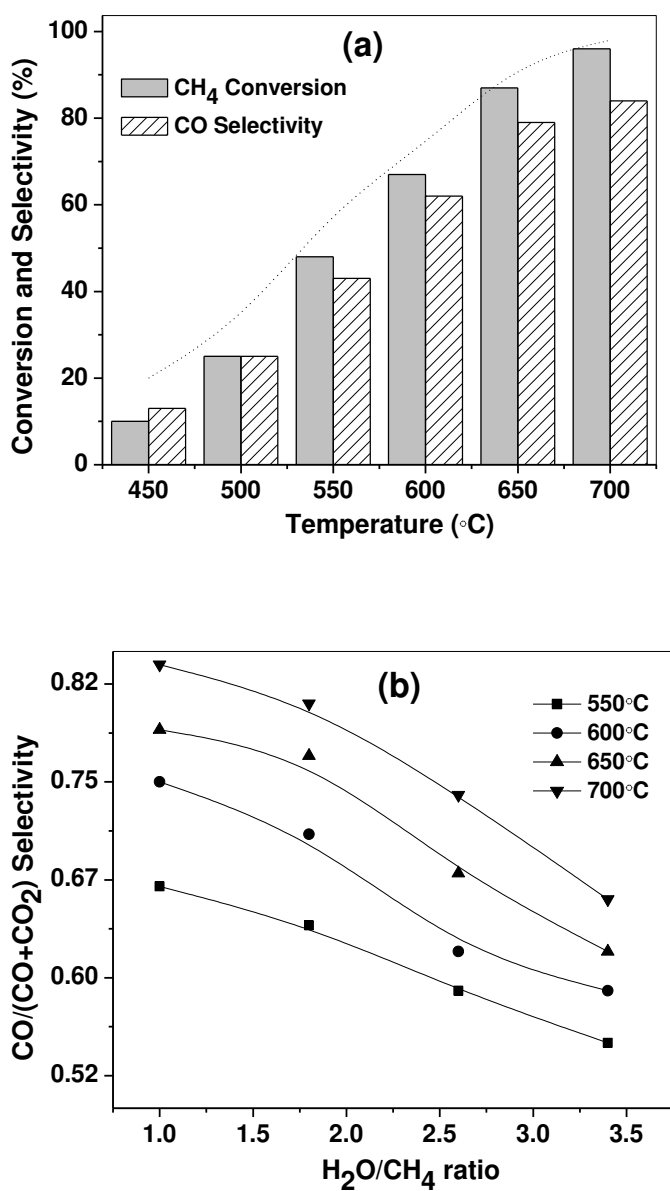 (a)
CH4 Conversion
CO Selectivity
Conversion and Selectivity (%)
100
80
60
40
20
0
450 500 550 600 650 700
Temperature (°C)
(b)
550°C
600°C
650°C
700°C
CO/(CO+CO2) Selectivity
0.82
0.75
0.67
0.60
0.52
1.0 1.5 2.0 2.5 3.0 3.5
H2O/CH4 ratio